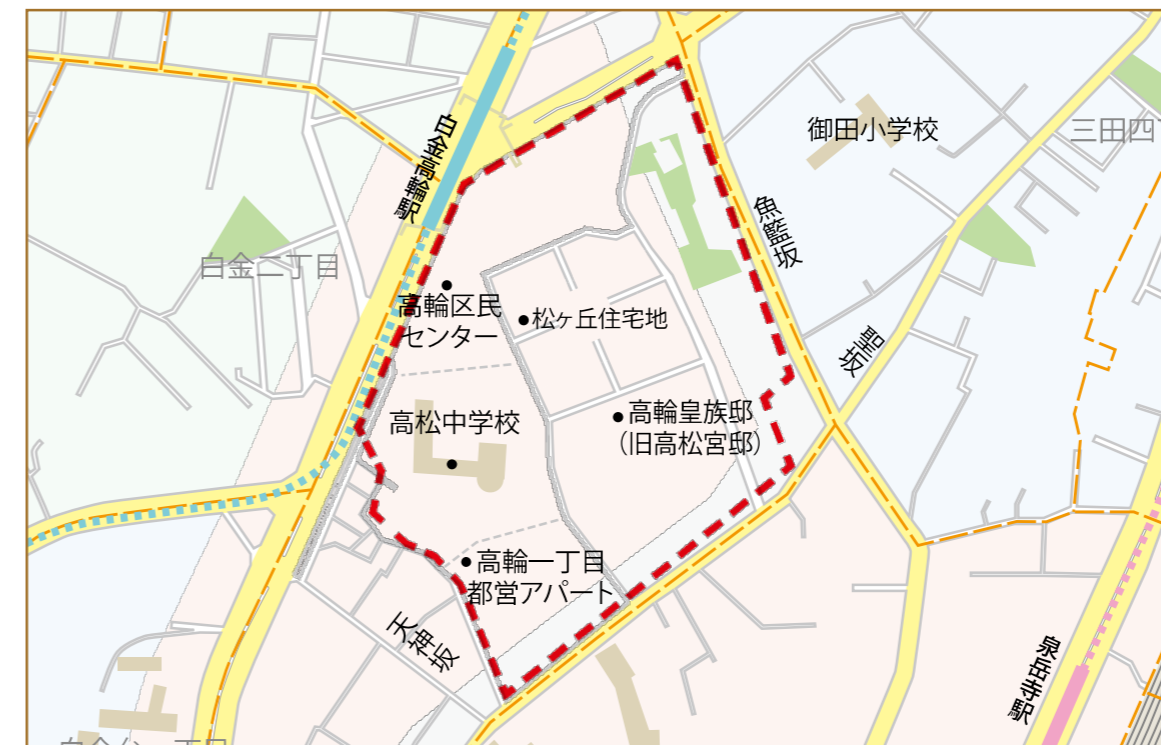 白金高輪駅
御田小学校
三田四丁
魚籃坂
白金二丁目
高輪区民
センター
松ヶ丘住宅地
聖坂
高松中学校
高輪皇族邸
（旧高松宮邸）
高輪一丁目
都営アパート
天神坂
泉岳寺駅